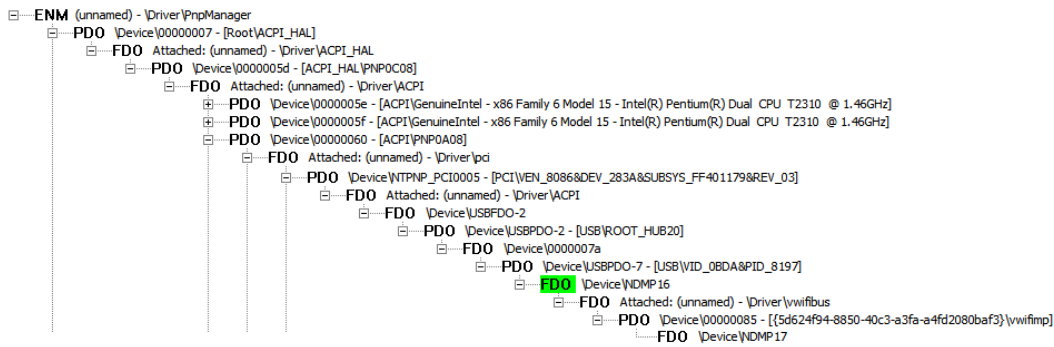 ENM (unnamed) - \Driver\PnpManager
PDO \Device\00000007 - [Root\ACPI_HAL]
FDO Attached: (unnamed) - \Driver\ACPI_HAL
PDO \Device\0000005d - [ACPI_HAL\PNP0C08]
FDO Attached: (unnamed) - \Driver\ACPI
PDO \Device\0000005e - [ACPI\GenuineIntel - x86 Family 6 Model 15 - Intel(R) Pentium(R) Dual CPU T2310 @ 1.46GHz]
PDO \Device\0000005f - [ACPI\GenuineIntel - x86 Family 6 Model 15 - Intel(R) Pentium(R) Dual CPU T2310 @ 1.46GHz]
PDO \Device\00000060 - [ACPI\PNP0A08]
FDO Attached: (unnamed) - \Driver\pci
PDO \Device\NTPNP_PCI0005 - [PCI\VEN_8086&DEV_283A&SUBSYS_FF401179&REV_03]
FDO Attached: (unnamed) - \Driver\ACPI
FDO \Device\USBFDO-2
PDO \Device\USBPDO-2 - [USB\ROOT_HUB20]
FDO \Device\0000007a
PDO \Device\USBPDO-7 - [USB\VID_0BDA&PID_8197]
FDO \Device\NDMP16
FDO Attached: (unnamed) - \Driver\vwifibus
PDO \Device\00000085 - [{5d624f94-8850-40c3-a3fa-a4fd2080baf3}\vwifimp]
FDO \Device\NDMP17